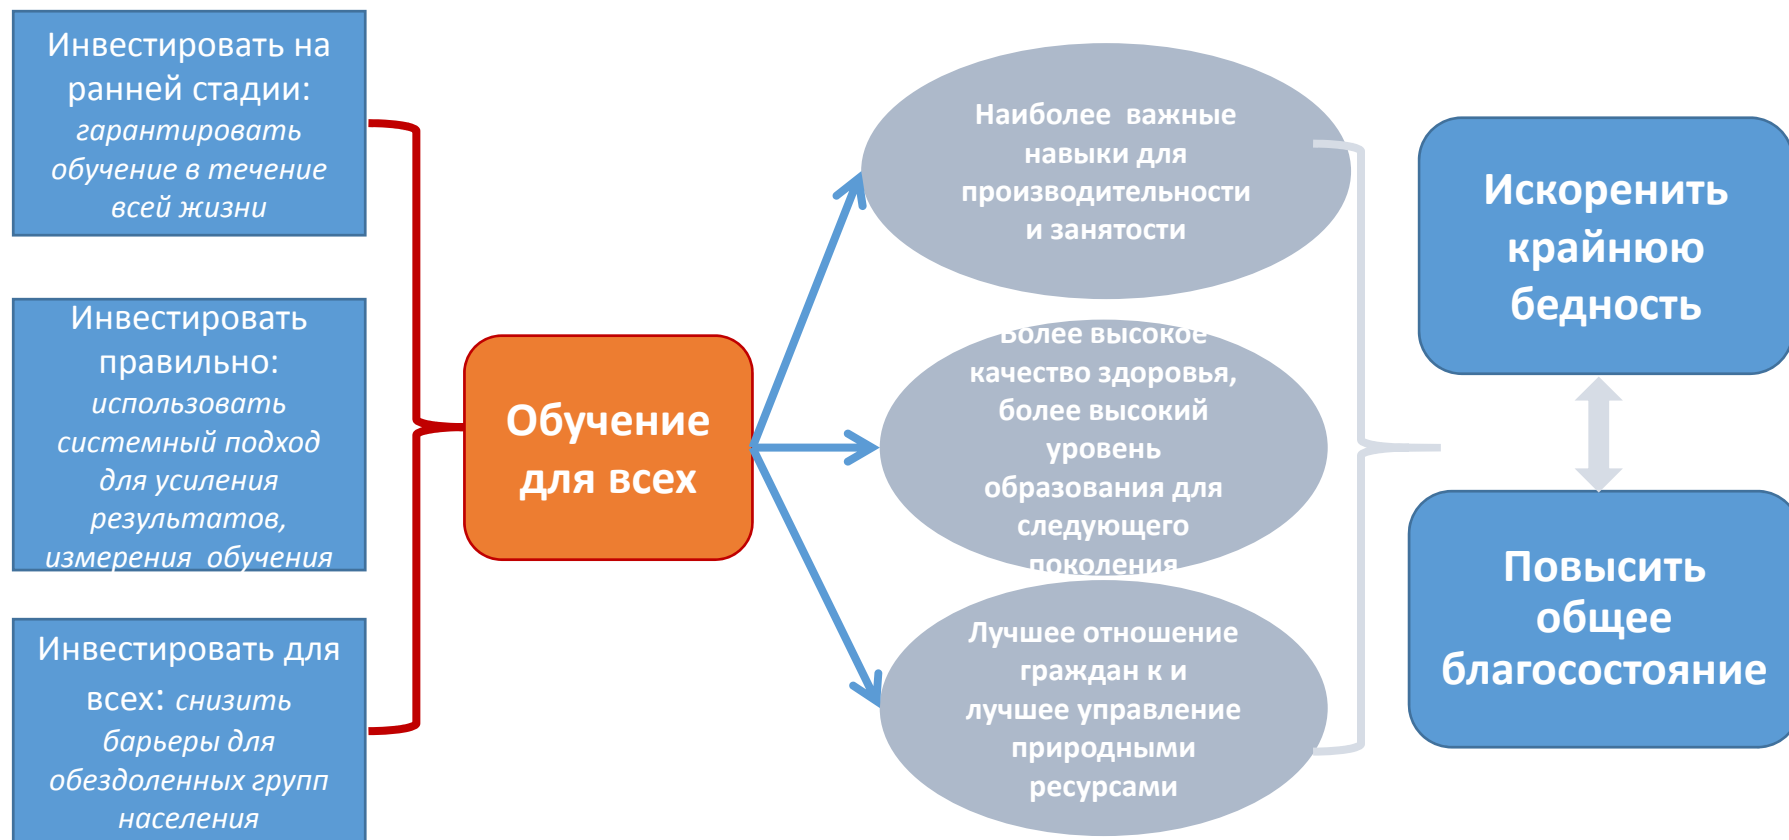 Инвестировать на
ранней стадии:
гарантировать
обучение в течение
всей жизни
Инвестировать
правильно:
использовать
системный подход
для усиления
результатов,
измерения обучения
Инвестировать для
всех: снизить
барьеры для
обездоленных групп
населения
Обучение
для всех
Наиболее важные
навыки для
производительности
и занятости
Более высокое
качество здоровья,
более высокий
уровень
образования для
следующего
поколения
Лучшее отношение
граждан к и
лучшее управление
природными
ресурсами
Искоренить
крайнюю
бедность
Повысить
общее
благосостояние